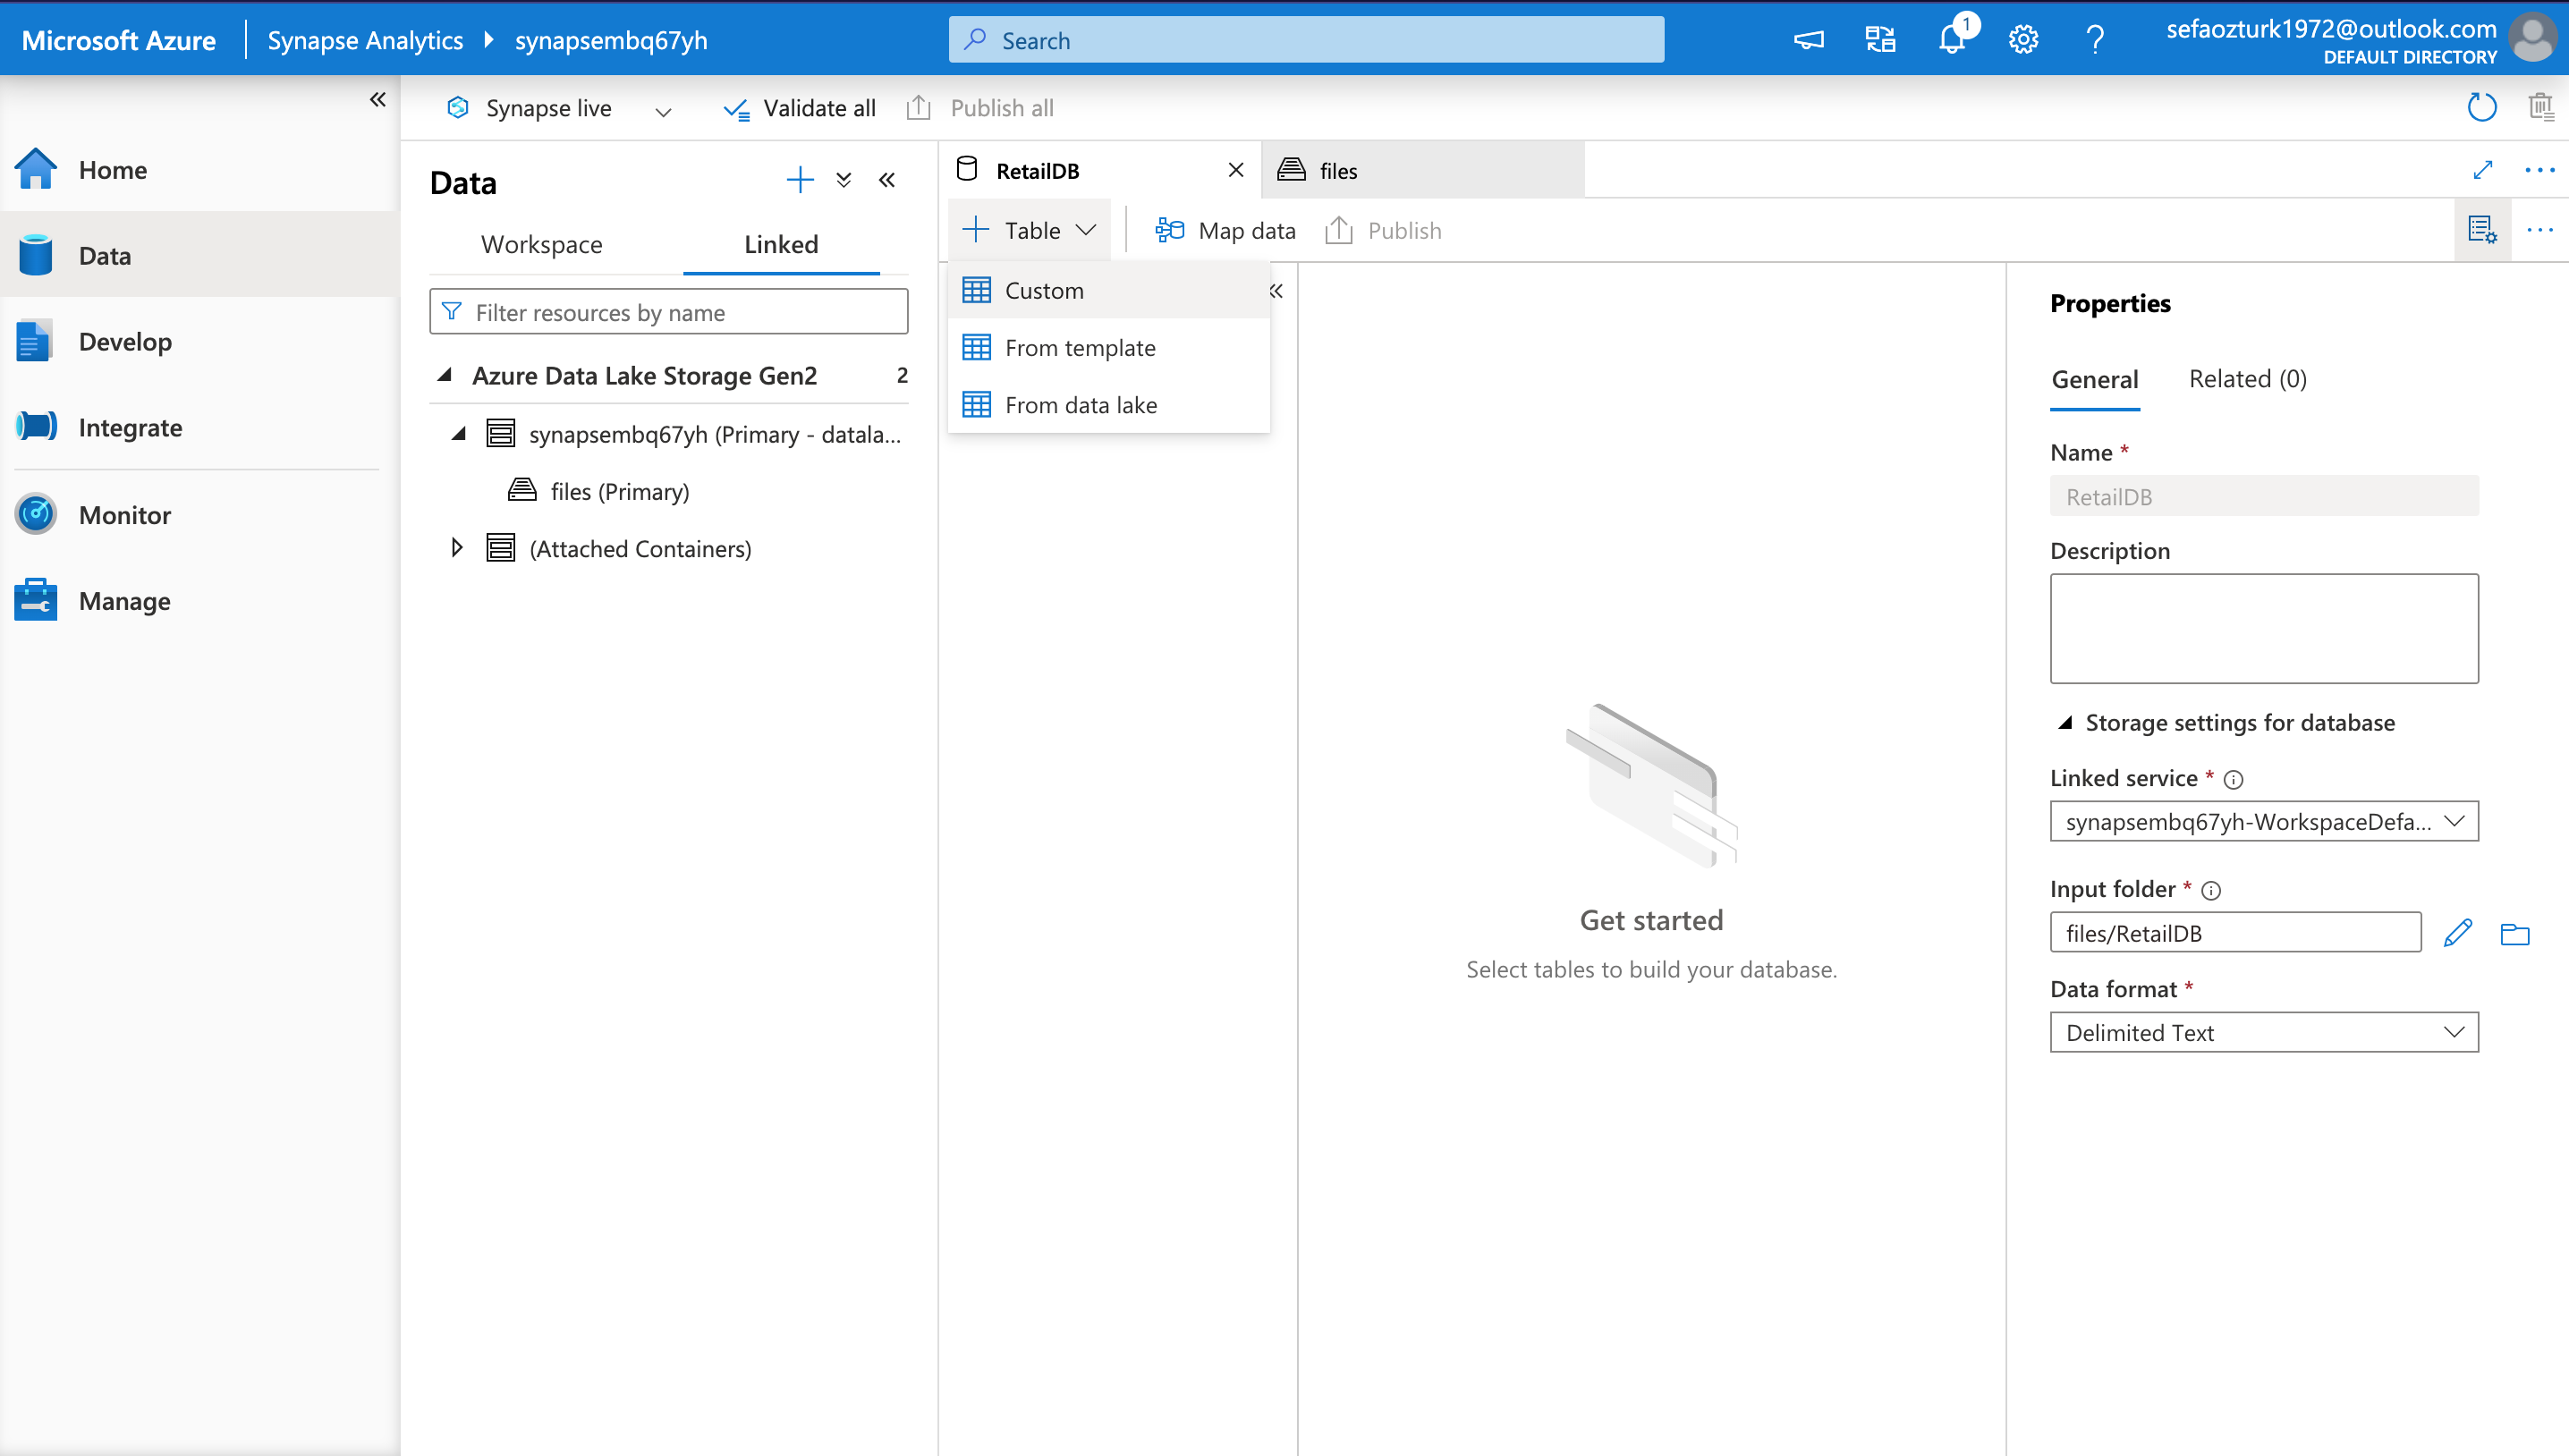 Microsoft Azure
Synapse Analytics
synapsembq67yh
Search
1
sefaozturk1972@outlook.com
DEFAULT DIRECTORY
Synapse live
Validate all
Publish all
Home
Data
Develop
Integrate
Monitor
Manage
Data
Workspace
Linked
Filter resources by name
Azure Data Lake Storage Gen2 2
synapsembq67yh (Primary - datala...
files (Primary)
(Attached Containers)
RetailDB
files
Table
Map data
Publish
Custom
From template
From data lake
Get started
Select tables to build your database.
Properties
General
Related (0)
Name *
RetailDB
Description
Storage settings for database
Linked service *
synapsembq67yh-WorkspaceDefa...
Input folder *
files/RetailDB
Data format *
Delimited Text